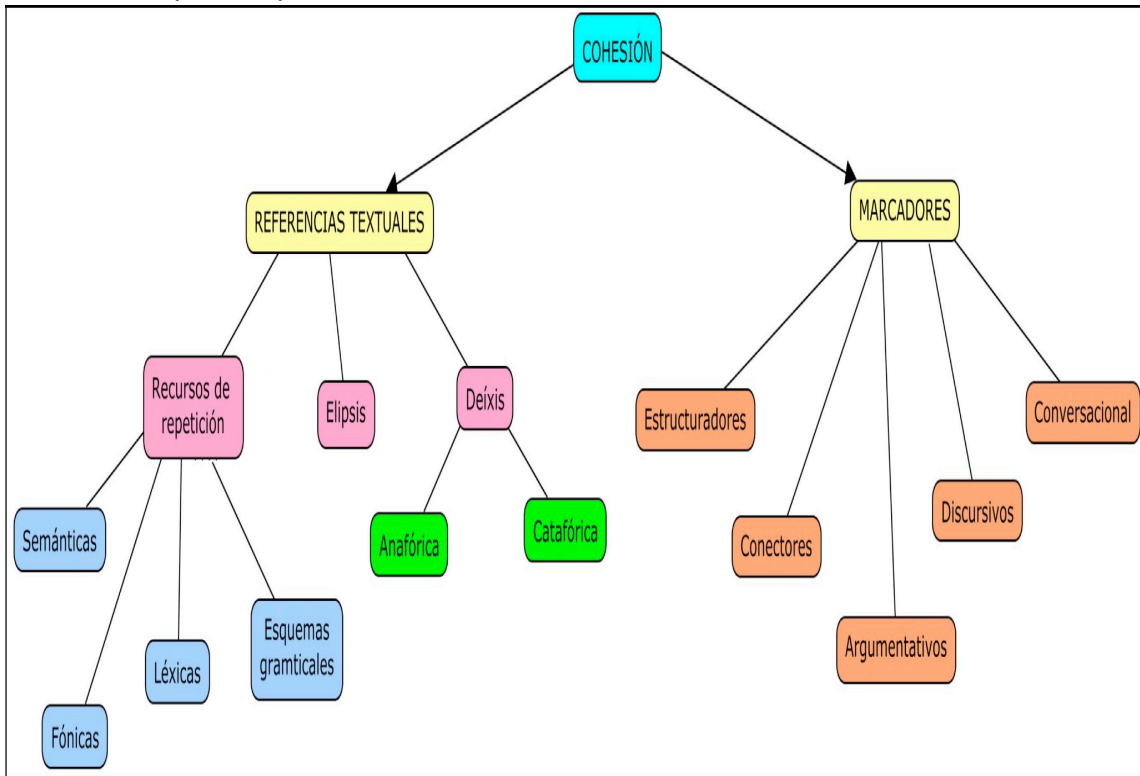 COHESIÓN
REFERENCIAS TEXTUALES
MARCADORES
Recursos de
repetición
Elipsis
Deíxis
Estructuradores
Conversacional
Semánticas
Anafórica
Catafórica
Conectores
Discursivos
Fónicas
Léxicas
Esquemas
gramticales
Argumentativos